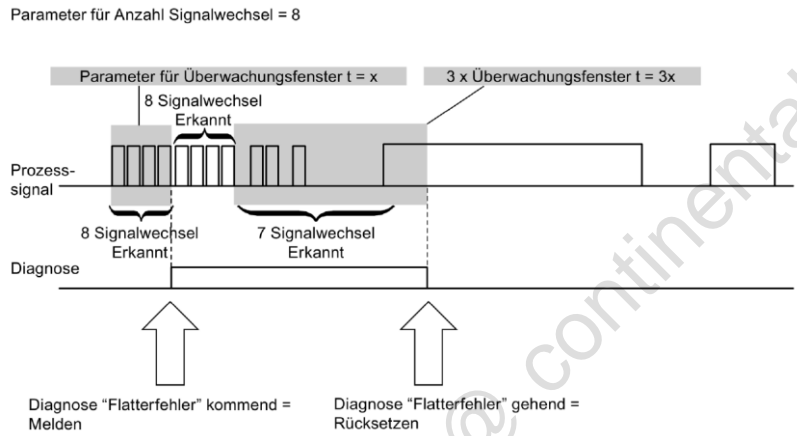 Parameter für Anzahl Signalwechsel = 8
Parameter für Überwachungsfenster t = x
3 x Überwachungsfenster t = 3x
8 Signalwechsel
Erkannt
Prozess-
signal
8 Signalwechsel
Erkannt
7 Signalwechsel
Erkannt
Diagnose
Diagnose “Flatterfehler” kommend =
Melden
Diagnose “Flatterfehler” gehend =
Rücksetzen
@ continental